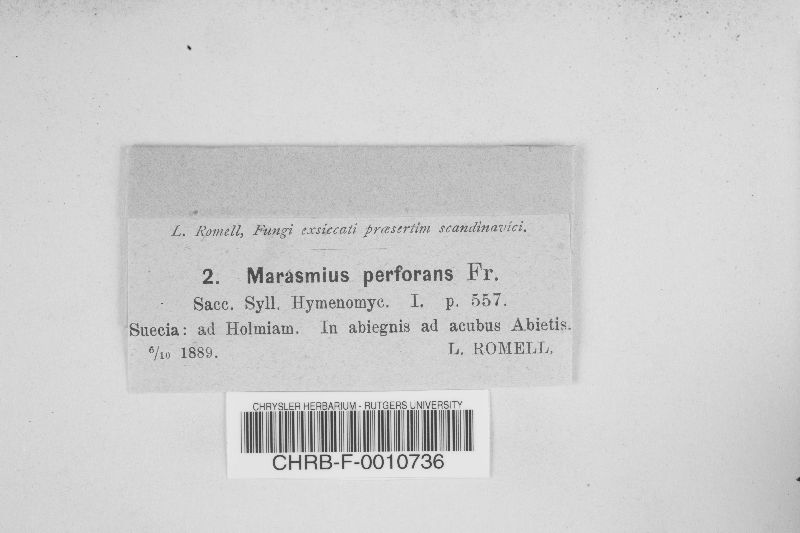 L. Romell, Fungi exsiccati præsertim scandinavici.
2. Marasmius perforans Fr.
Sacc. Syll. Hymenomyc. I. p. 557.
Suecia: ad Holmiam. In abiegnis ad acubus Abietis.
6/10 1889. L. ROMELL.
CHRYSLER HERBARIUM - RUTGERS UNIVERSITY
CHRB-F-0010736